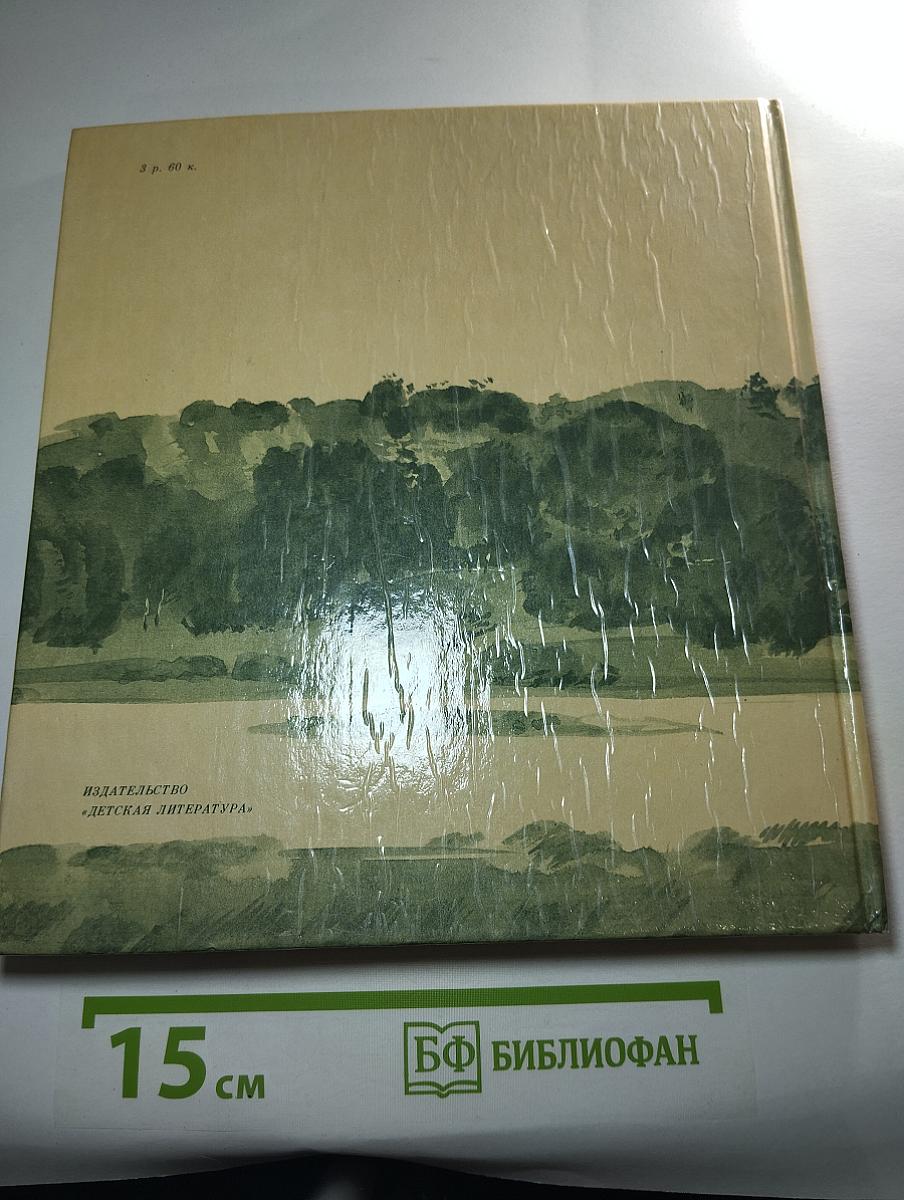 3 р. 60 к.
ИЗДАТЕЛЬСТВО
«ДЕТСКАЯ ЛИТЕРАТУРА»
15 см
БФ БИБЛИОФАН